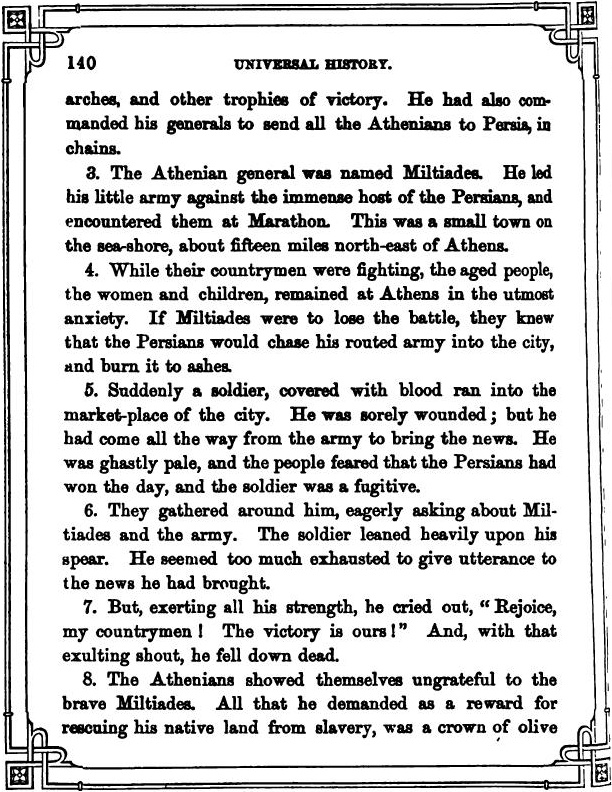 140 UNIVERSAL HISTORY.
arches, and other trophies of victory. He had also com-
manded his generals to send all the Athenians to Persia, in
chains.
3. The Athenian general was named Miltiades. He led
his little army against the immense host of the Persians, and
encountered them at Marathon. This was a small town on
the sea-shore, about fifteen miles north-east of Athens.
4. While their countrymen were fighting, the aged people,
the women and children, remained at Athens in the utmost
anxiety. If Miltiades were to lose the battle, they knew
that the Persians would chase his routed army into the city,
and burn it to ashes.
5. Suddenly a soldier, covered with blood ran into the
market-place of the city. He was sorely wounded; but he
had come all the way from the army to bring the news. He
was ghastly pale, and the people feared that the Persians had
won the day, and the soldier was a fugitive.
6. They gathered around him, eagerly asking about Mil-
tiades and the army. The soldier leaned heavily upon his
spear. He seemed too much exhausted to give utterance to
the news he had brought.
7. But, exerting all his strength, he cried out, "Rejoice,
my countrymen! The victory is ours!" And, with that
exulting shout, he fell down dead.
8. The Athenians showed themselves ungrateful to the
brave Miltiades. All that he demanded as a reward for
rescuing his native land from slavery, was a crown of olive